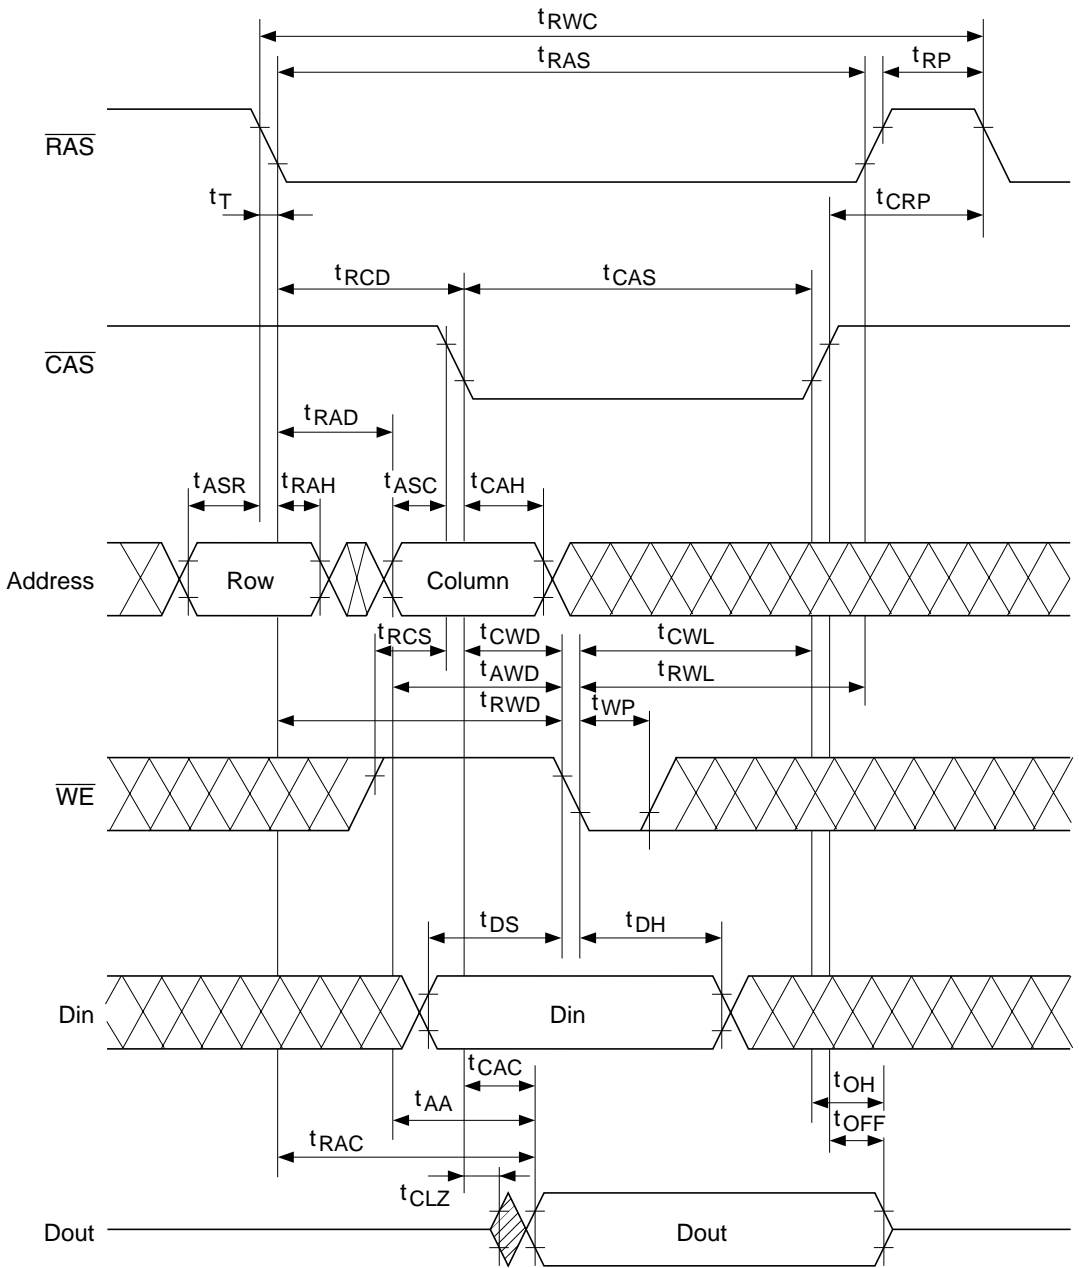 tRWC
tRAS
tRP
RAS
tT
tCRP
tRCD
tCAS
CAS
tRAD
tASR
tRAH
tASC
tCAH
Address
Row
Column
tRCS
tCWD
tCWL
tAWD
tRWL
tRWD
tWP
WE
tDS
tDH
Din
Din
tCAC
tOH
tAA
tOFF
tRAC
tCLZ
Dout
Dout